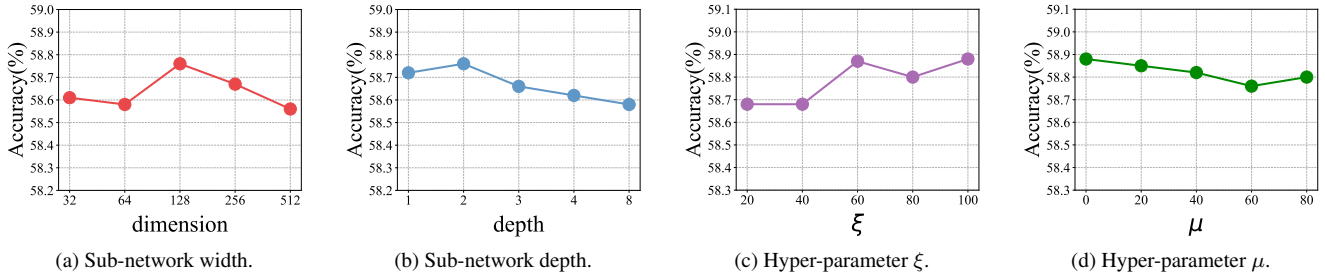 Accuracy(%)
59.0
58.9
58.8
58.7
58.6
58.5
58.4
58.3
58.2
32 64 128 256 512
dimension
(a) Sub-network width.
Accuracy(%)
59.0
58.9
58.8
58.7
58.6
58.5
58.4
58.3
58.2
1 2 3 4 8
depth
(b) Sub-network depth.
Accuracy(%)
59.1
59.0
58.9
58.8
58.7
58.6
58.5
58.4
58.3
20 40 60 80 100
ξ
(c) Hyper-parameter ξ.
Accuracy(%)
59.1
59.0
58.9
58.8
58.7
58.6
58.5
58.4
58.3
0 20 40 60 80
μ
(d) Hyper-parameter μ.